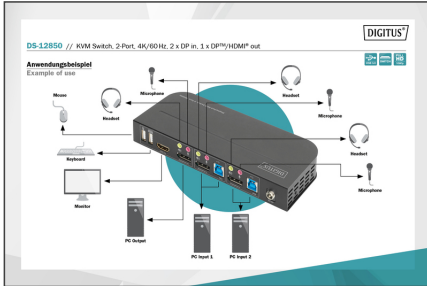 DIGITUS®
DS-12850 // KVM Switch, 2-Port, 4K/60 Hz, 2 x DP in, 1 x DP™/HDMI® out
Anwendungsbeispiel
Example of use
Mouse
Microphone
Headset
Headset
Microphone
Headset
Keyboard
Microphone
Monitor
PC Output
PC Input 1
PC Input 2
DIGITUS